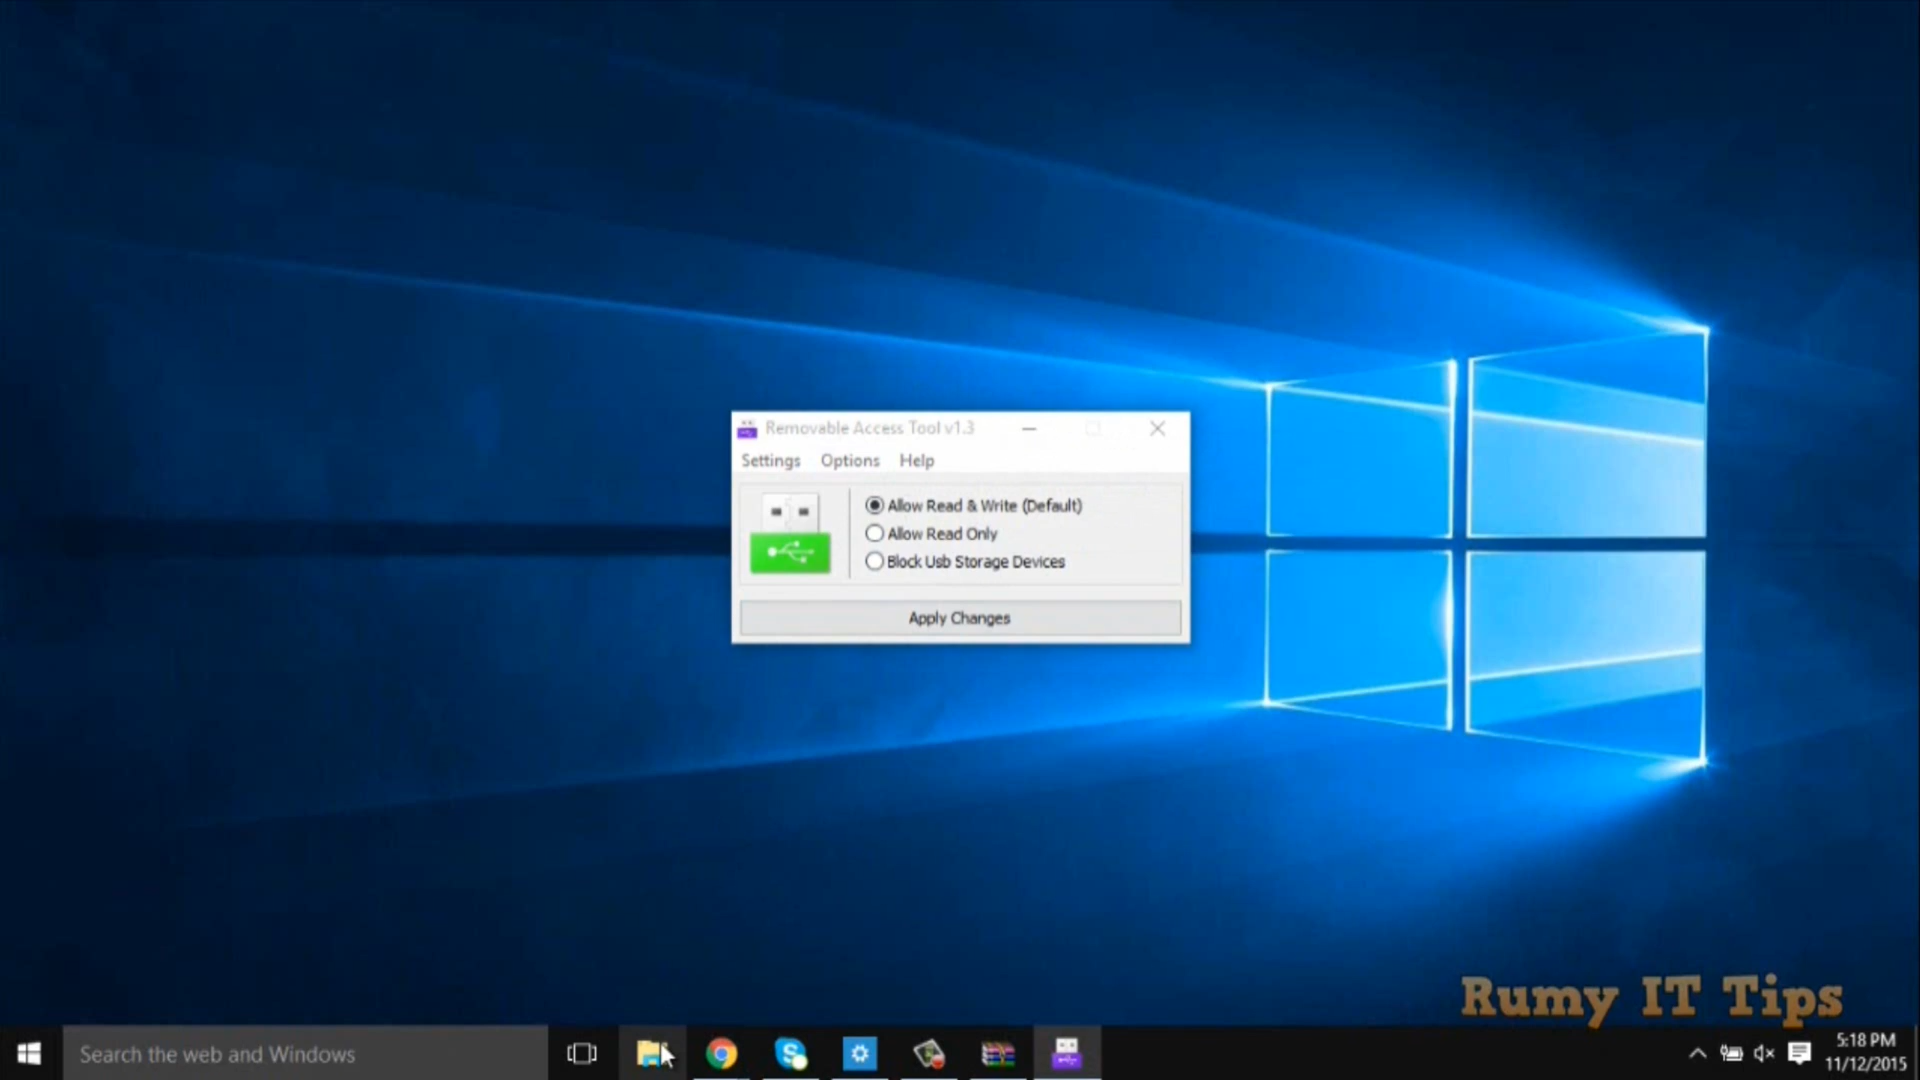 Removable Access Tool v1.3
Settings Options Help
Allow Read & Write (Default)
Allow Read Only
Block Usb Storage Devices
Apply Changes
Rumy IT Tips
Search the web and Windows
5:18 PM
11/12/2015